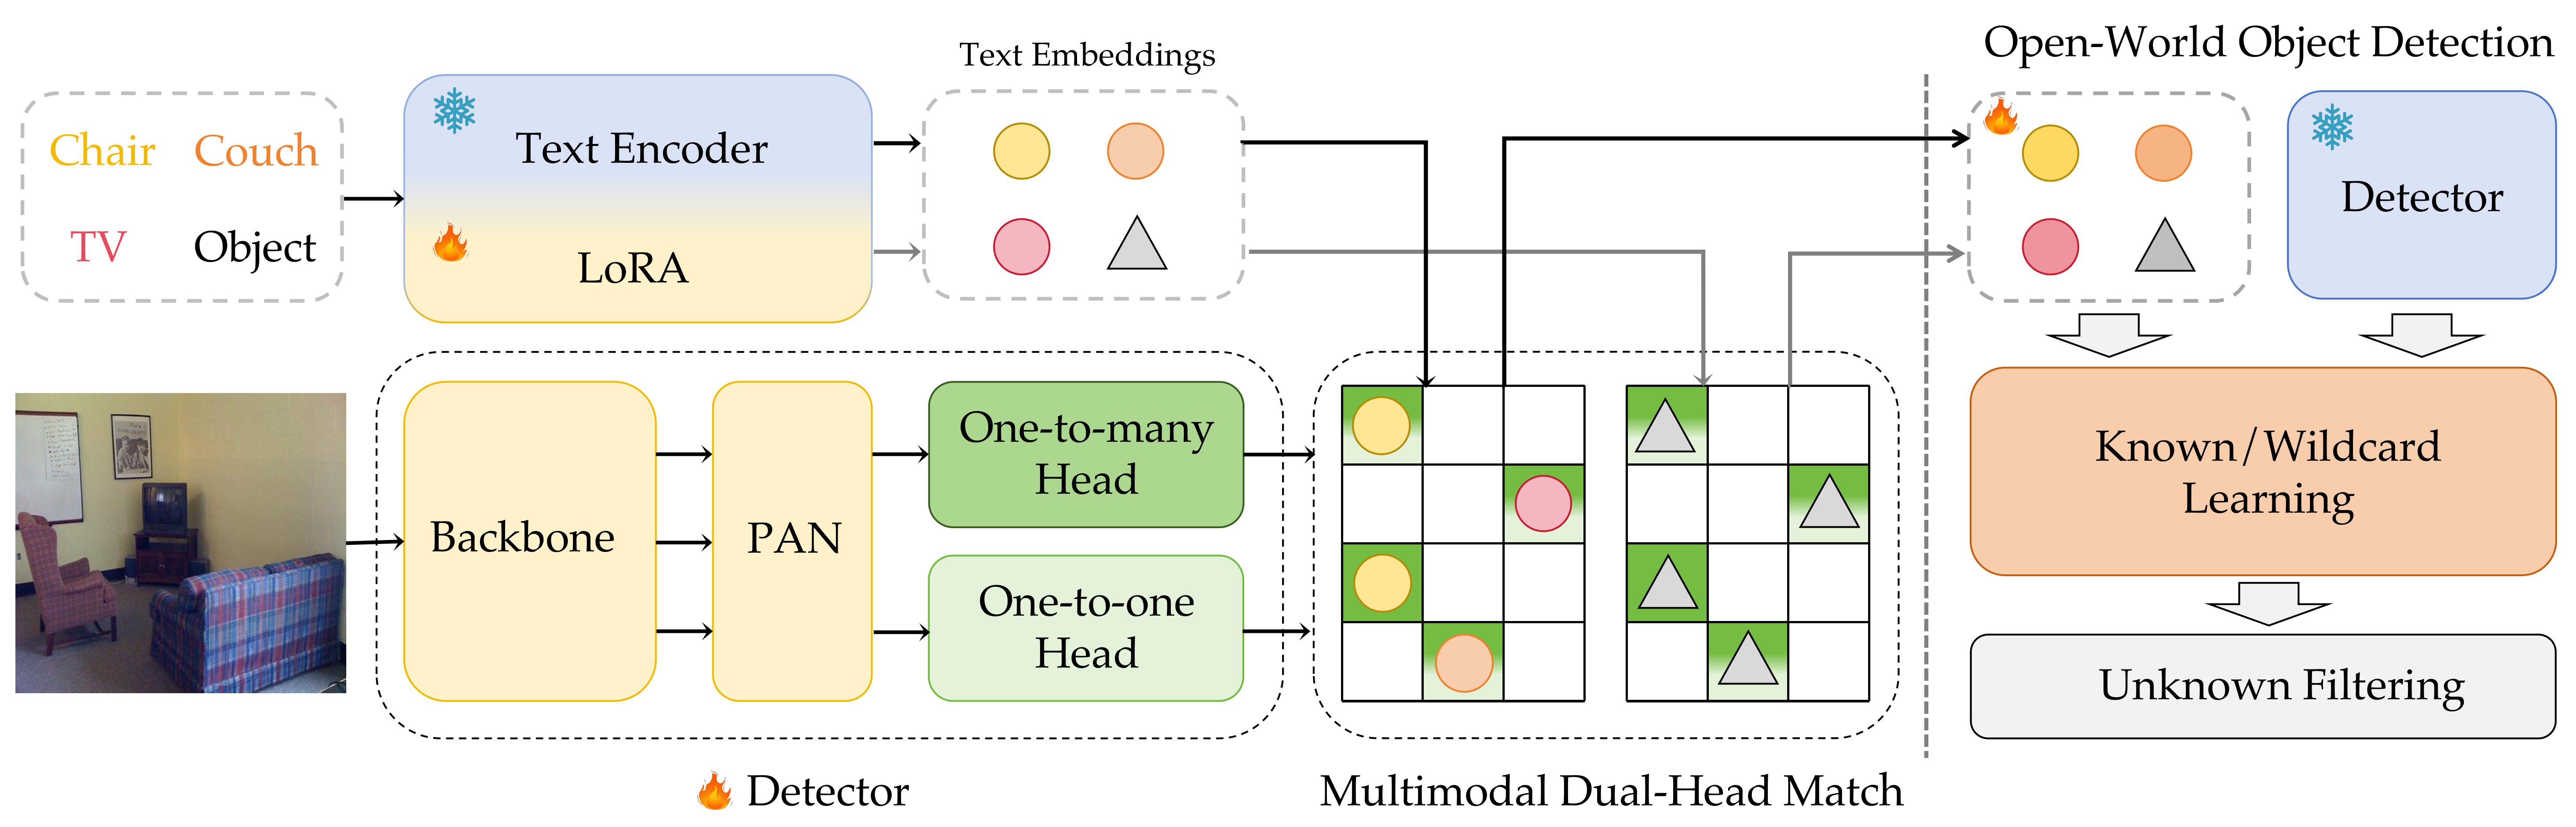 Chair Couch
TV Object
Text Encoder
LoRA
Text Embeddings
Backbone
PAN
One-to-many
Head
One-to-one
Head
Detector
Multimodal Dual-Head Match
Open-World Object Detection
Detector
Known/Wildcard
Learning
Unknown Filtering